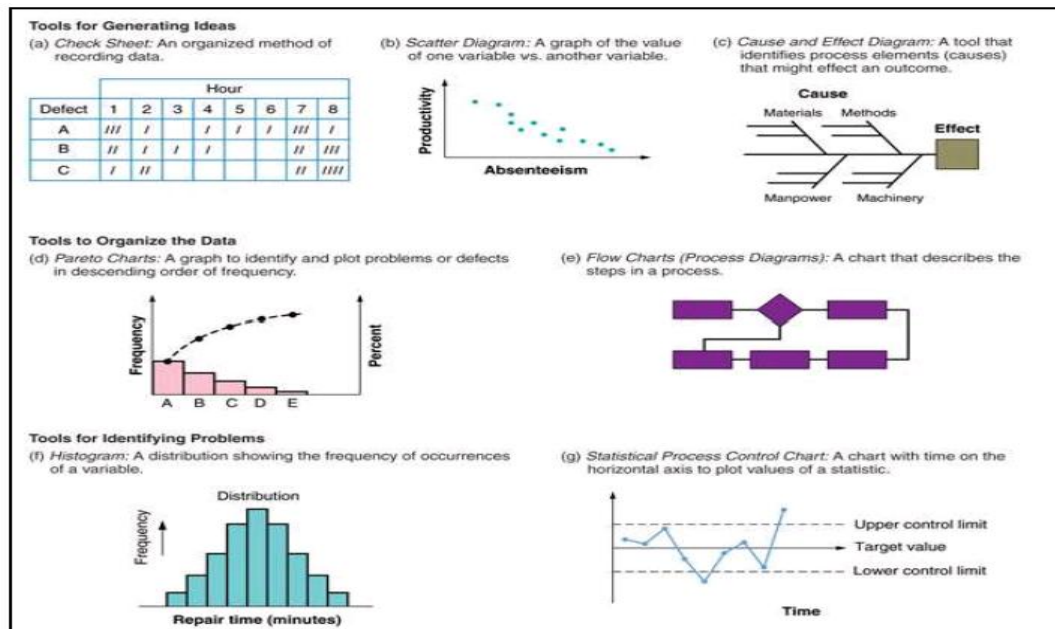 Tools for Generating Ideas
(a) Check Sheet: An organized method of
recording data.
Hour
Defect 1 2 3 4 5 6 7 8
A /// / / / / /// /
B // / / / // ///
C / // // ////
(b) Scatter Diagram: A graph of the value
of one variable vs. another variable.
Productivity
Absenteeism
(c) Cause and Effect Diagram: A tool that
identifies process elements (causes)
that might effect an outcome.
Cause
Materials Methods
Effect
Manpower Machinery
Tools to Organize the Data
(d) Pareto Charts: A graph to identify and plot problems or defects
in descending order of frequency.
Frequency
Percent
A B C D E
(e) Flow Charts (Process Diagrams): A chart that describes the
steps in a process.
Tools for Identifying Problems
(f) Histogram: A distribution showing the frequency of occurrences
of a variable.
Distribution
Frequency
Repair time (minutes)
(g) Statistical Process Control Chart: A chart with time on the
horizontal axis to plot values of a statistic.
Upper control limit
Target value
Lower control limit
Time